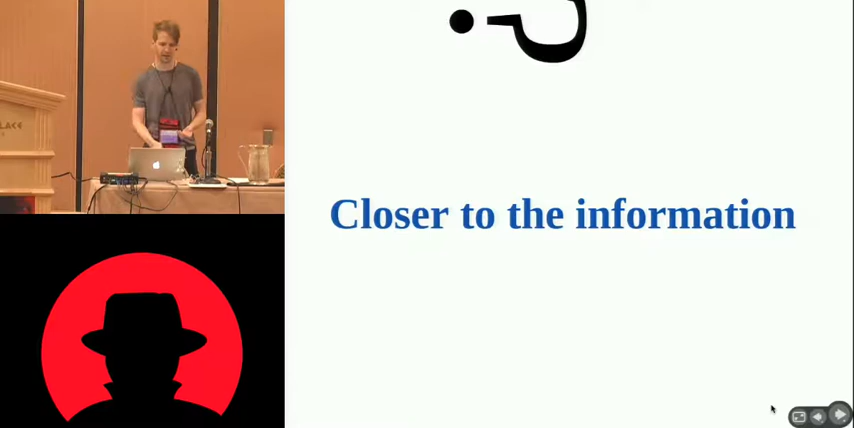 ?
Closer to the information